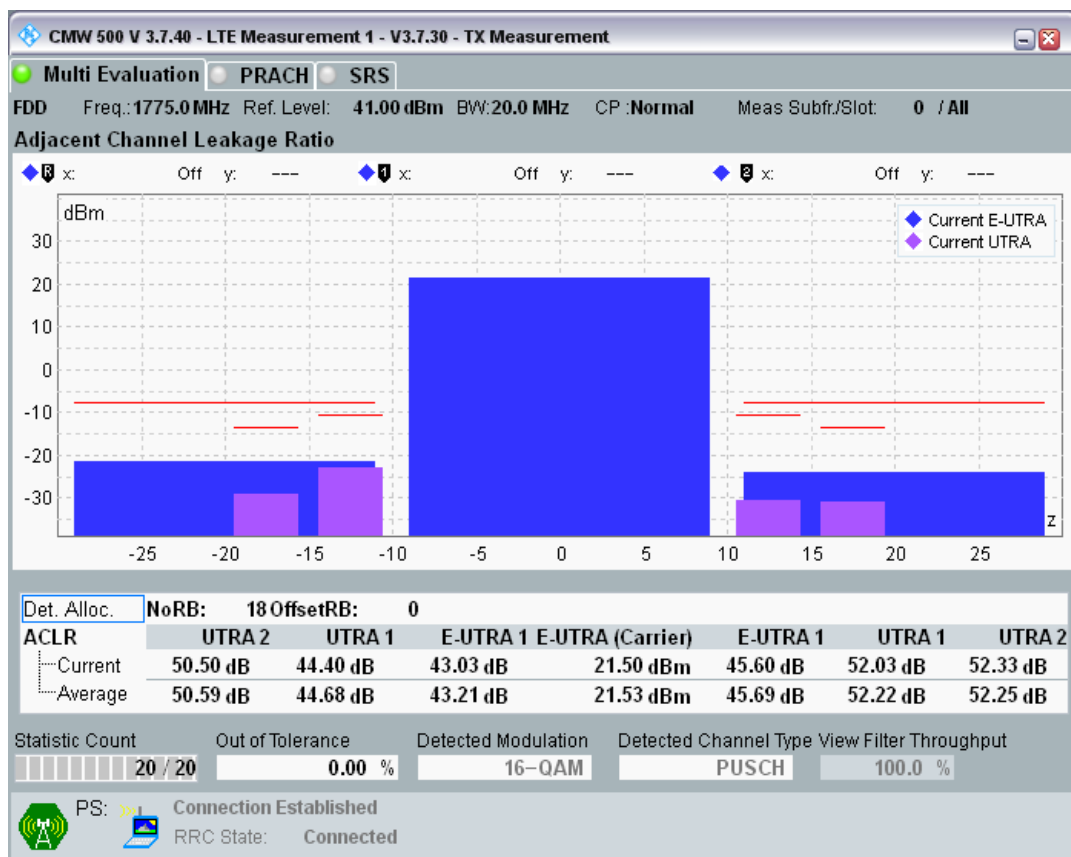 CMW 500 V 3.7.40 - LTE Measurement 1 - V3.7.30 - TX Measurement
Multi Evaluation PRACH SRS
FDD Freq.: 1775.0 MHz Ref. Level: 41.00 dBm BW: 20.0 MHz CP : Normal Meas Subfr./Slot: 0 / All
Adjacent Channel Leakage Ratio
R x: Off y: --- 1 x: Off y: --- 2 x: Off y: ---
dBm
Current E-UTRA
Current UTRA
30
20
10
0
-10
-20
-30
z
-25 -20 -15 -10 -5 0 5 10 15 20 25
Det. Alloc. NoRB: 18 OffsetRB: 0
ACLR UTRA 2 UTRA 1 E-UTRA 1 E-UTRA (Carrier) E-UTRA 1 UTRA 1 UTRA 2
Current 50.50 dB 44.40 dB 43.03 dB 21.50 dBm 45.60 dB 52.03 dB 52.33 dB
Average 50.59 dB 44.68 dB 43.21 dB 21.53 dBm 45.69 dB 52.22 dB 52.25 dB
Statistic Count Out of Tolerance Detected Modulation Detected Channel Type View Filter Throughput
20 / 20 0.00 % 16-QAM PUSCH 100.0 %
PS: Connection Established
RRC State: Connected